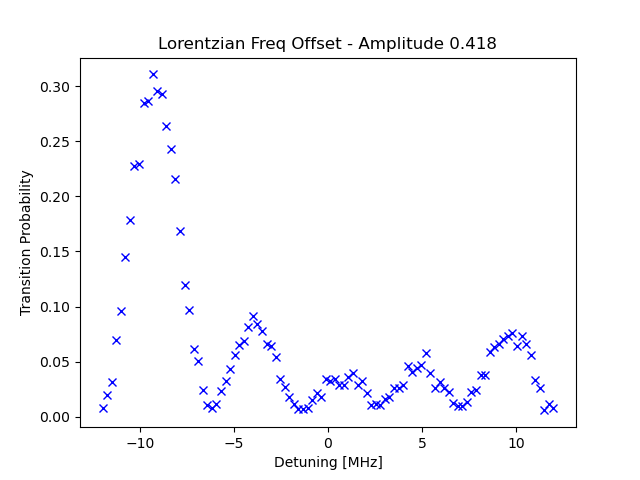 Lorentzian Freq Offset - Amplitude 0.418
Transition Probability
0.30
0.25
0.20
0.15
0.10
0.05
0.00
−10 −5 0 5 10
Detuning [MHz]